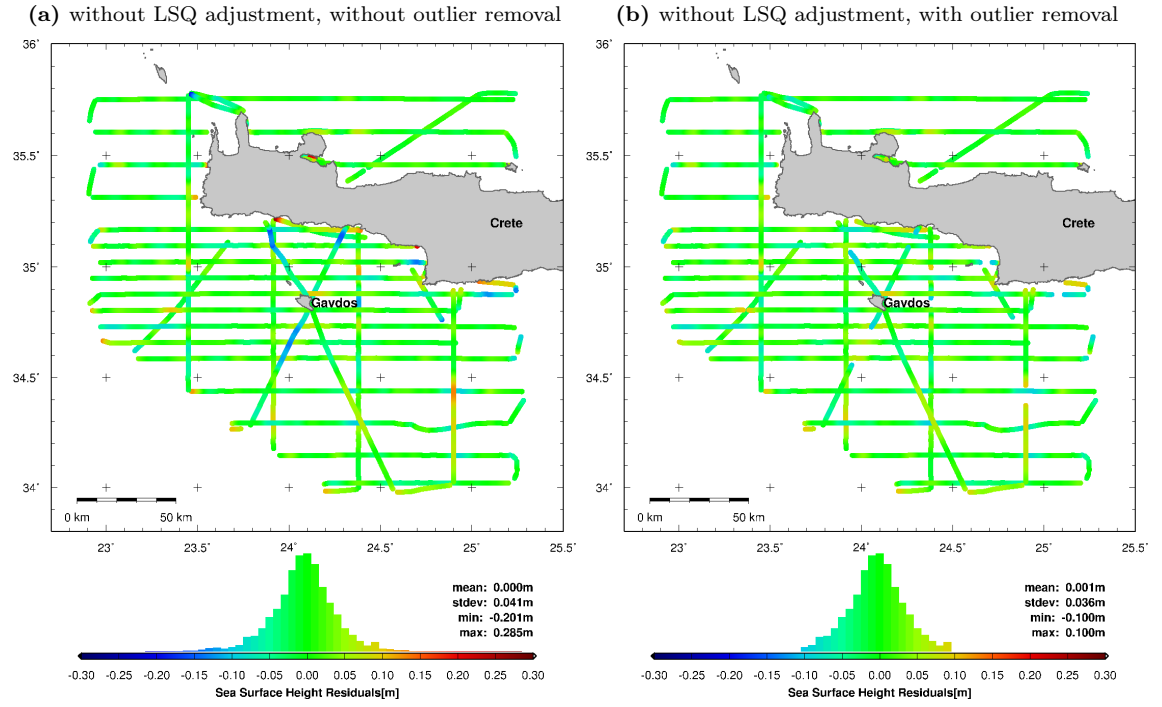 (a) without LSQ adjustment, without outlier removal
36°
35.5°
35°
34.5°
34°
Crete
Gavdos
0 km 50 km
23° 23.5° 24° 24.5° 25° 25.5°
mean: 0.000m
stdev: 0.041m
min: -0.201m
max: 0.285m
-0.30 -0.25 -0.20 -0.15 -0.10 -0.05 0.00 0.05 0.10 0.15 0.20 0.25 0.30
Sea Surface Height Residuals[m]
(b) without LSQ adjustment, with outlier removal
36°
35.5°
35°
34.5°
34°
Crete
Gavdos
0 km 50 km
23° 23.5° 24° 24.5° 25° 25.5°
mean: 0.001m
stdev: 0.036m
min: -0.100m
max: 0.100m
-0.30 -0.25 -0.20 -0.15 -0.10 -0.05 0.00 0.05 0.10 0.15 0.20 0.25 0.30
Sea Surface Height Residuals[m]